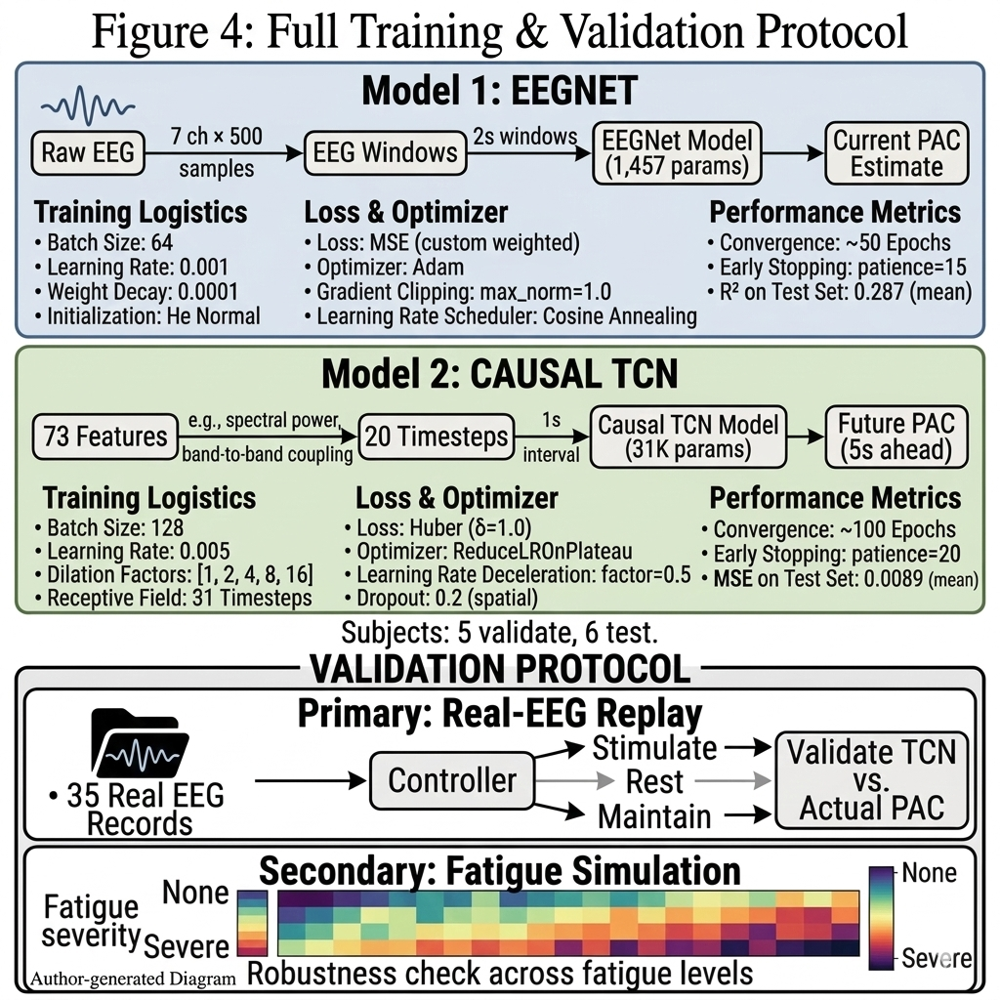 Figure 4: Full Training & Validation Protocol
Model 1: EEGNET
Raw EEG
7 ch × 500
samples
EEG Windows
2s windows
EEGNet Model
(1,457 params)
Current PAC
Estimate
Training Logistics
• Batch Size: 64
• Learning Rate: 0.001
• Weight Decay: 0.0001
• Initialization: He Normal
Loss & Optimizer
• Loss: MSE (custom weighted)
• Optimizer: Adam
• Gradient Clipping: max_norm=1.0
• Learning Rate Scheduler: Cosine Annealing
Performance Metrics
• Convergence: ~50 Epochs
• Early Stopping: patience=15
• R² on Test Set: 0.287 (mean)
Model 2: CAUSAL TCN
73 Features
e.g., spectral power,
band-to-band coupling
20 Timesteps
1s
interval
Causal TCN Model
(31K params)
Future PAC
(5s ahead)
Training Logistics
• Batch Size: 128
• Learning Rate: 0.005
• Dilation Factors: [1, 2, 4, 8, 16]
• Receptive Field: 31 Timesteps
Loss & Optimizer
• Loss: Huber (δ=1.0)
• Optimizer: ReduceLROnPlateau
• Learning Rate Deceleration: factor=0.5
• Dropout: 0.2 (spatial)
Performance Metrics
• Convergence: ~100 Epochs
• Early Stopping: patience=20
• MSE on Test Set: 0.0089 (mean)
Subjects: 5 validate, 6 test.
VALIDATION PROTOCOL
Primary: Real-EEG Replay
• 35 Real EEG
Records
Controller
Stimulate
Rest
Maintain
Validate TCN
vs.
Actual PAC
Secondary: Fatigue Simulation
Fatigue
severity
None
Severe
None
Severe
Robustness check across fatigue levels
Author-generated Diagram